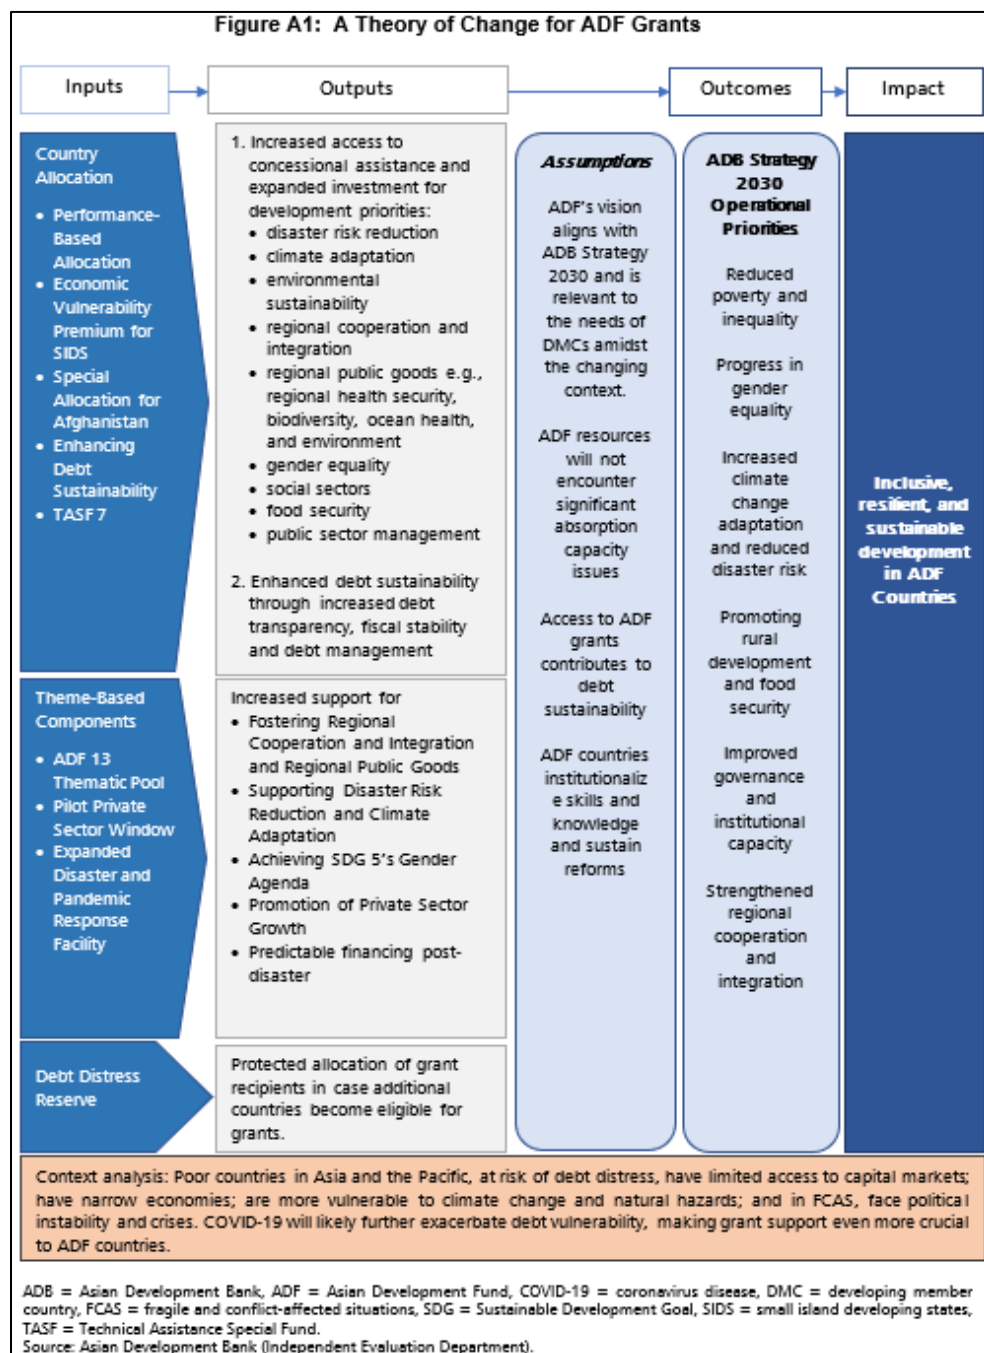 Figure A1: A Theory of Change for ADF Grants
Inputs
Outputs
Outcomes
Impact
Country
Allocation
• Performance-
Based
Allocation
• Economic
Vulnerability
Premium for
SIDS
• Special
Allocation for
Afghanistan
• Enhancing
Debt
Sustainability
• TASF 7
1. Increased access to
concessional assistance and
expanded investment for
development priorities:
• disaster risk reduction
• climate adaptation
• environmental
sustainability
• regional cooperation and
integration
• regional public goods e.g.,
regional health security,
biodiversity, ocean health,
and environment
• gender equality
• social sectors
• food security
• public sector management
2. Enhanced debt sustainability
through increased debt
transparency, fiscal stability
and debt management
Theme-Based
Components
• ADF 13
Thematic Pool
• Pilot Private
Sector Window
• Expanded
Disaster and
Pandemic
Response
Facility
Increased support for
• Fostering Regional
Cooperation and Integration
and Regional Public Goods
• Supporting Disaster Risk
Reduction and Climate
Adaptation
• Achieving SDG 5's Gender
Agenda
• Promotion of Private Sector
Growth
• Predictable financing post-
disaster
Debt Distress
Reserve
Protected allocation of grant
recipients in case additional
countries become eligible for
grants.
Assumptions
ADF's vision
aligns with
ADB Strategy
2030 and is
relevant to
the needs of
DMCs amidst
the changing
context.
ADF resources
will not
encounter
significant
absorption
capacity
issues
Access to ADF
grants
contributes to
debt
sustainability
ADF countries
institutionaliz
e skills and
knowledge
and sustain
reforms
ADB Strategy
2030
Operational
Priorities
Reduced
poverty and
inequality
Progress in
gender
equality
Increased
climate
change
adaptation
and reduced
disaster risk
Promoting
rural
development
and food
security
Improved
governance
and
institutional
capacity
Strengthened
regional
cooperation
and
integration
Inclusive,
resilient, and
sustainable
development
in ADF
Countries
Context analysis: Poor countries in Asia and the Pacific, at risk of debt distress, have limited access to capital markets;
have narrow economies; are more vulnerable to climate change and natural hazards; and in FCAS, face political
instability and crises. COVID-19 will likely further exacerbate debt vulnerability, making grant support even more crucial
to ADF countries.
ADB = Asian Development Bank, ADF = Asian Development Fund, COVID-19 = coronavirus disease, DMC = developing member
country, FCAS = fragile and conflict-affected situations, SDG = Sustainable Development Goal, SIDS = small island developing states,
TASF = Technical Assistance Special Fund.
Source: Asian Development Bank (Independent Evaluation Department).